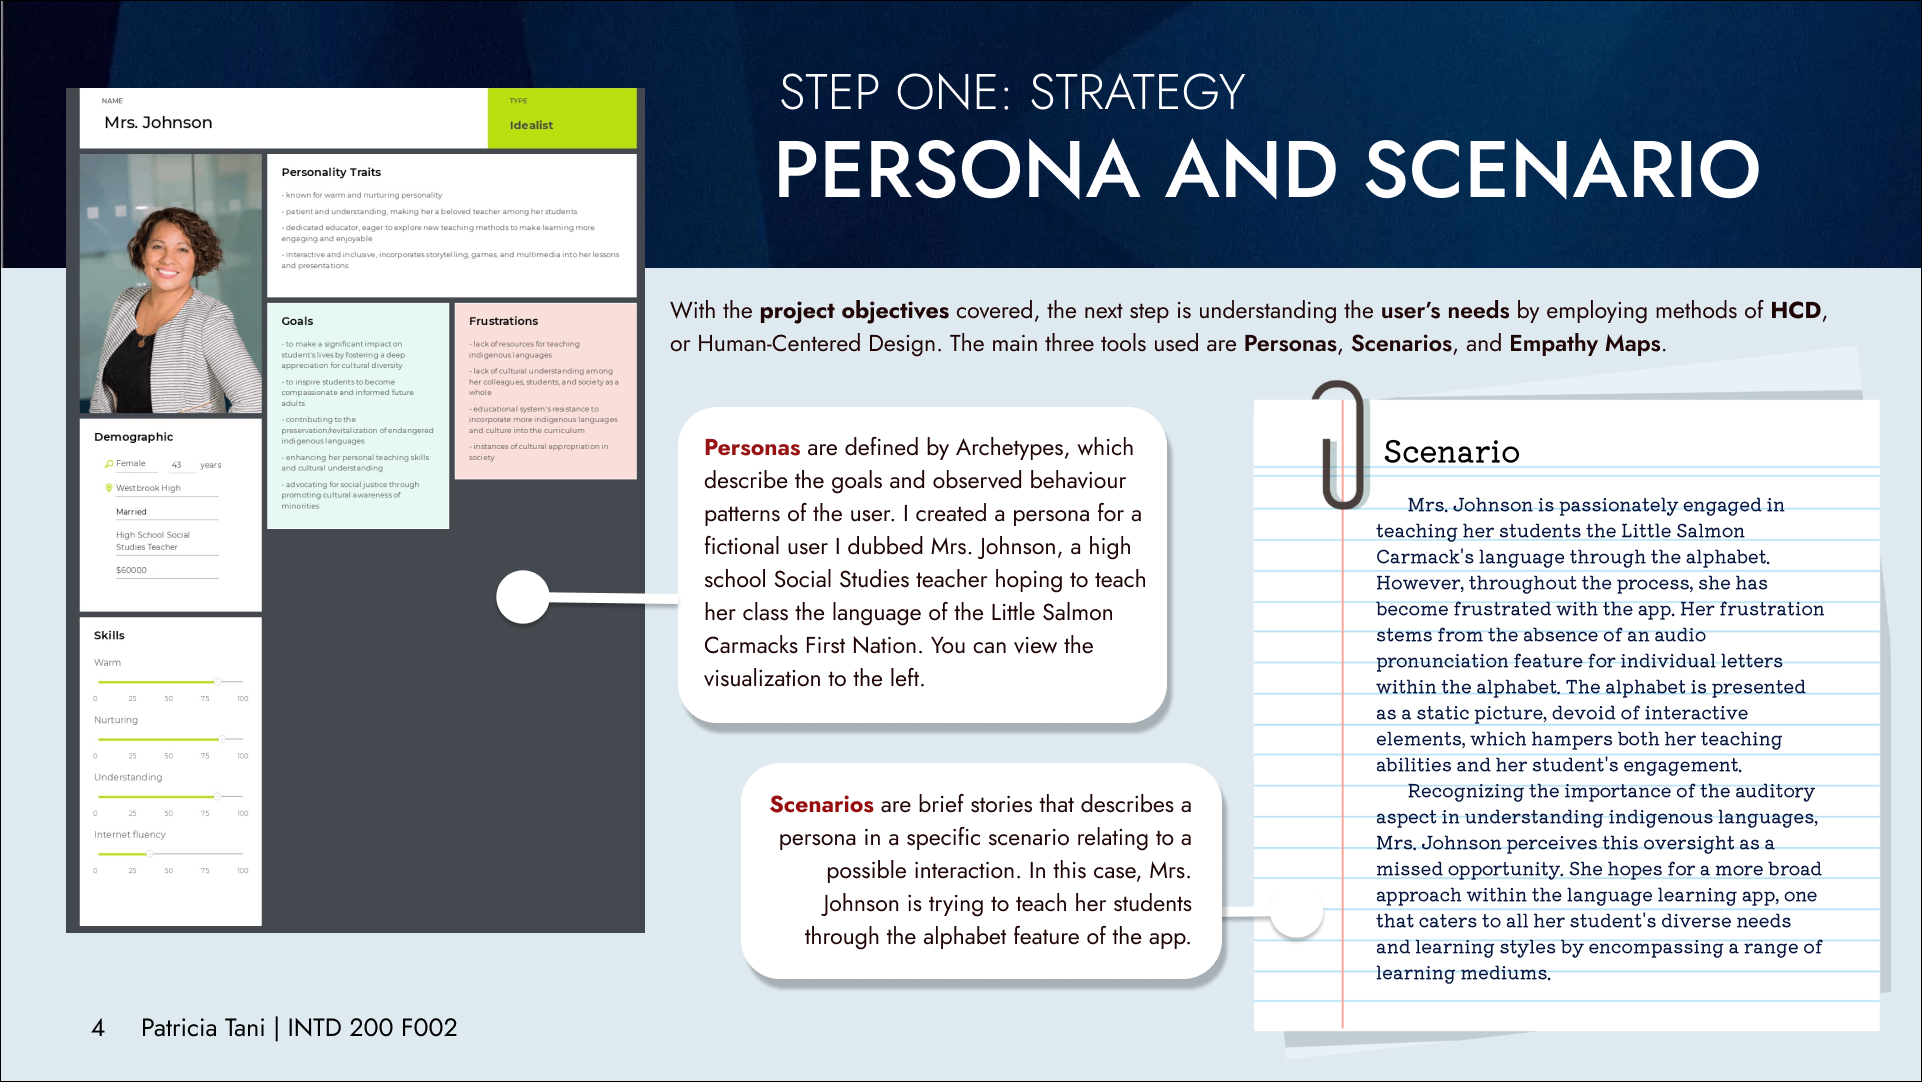 STEP ONE: STRATEGY
PERSONA AND SCENARIO
NAME
Mrs. Johnson
TYPE
Idealist
Personality Traits
- known for warm and nurturing personality
- patient and understanding, making her a beloved teacher among her students
- dedicated educator, eager to explore new teaching methods to make learning more
engaging and enjoyable
- interactive and inclusive, incorporates storytelling, games, and multimedia into her lessons
and presentations
Goals
- to make a significant impact on
student's lives by fostering a deep
appreciation for cultural diversity
- to inspire students to become
compassionate and informed future
adults
- contributing to the
preservation/revitalization of endangered
indigenous languages
- enhancing her personal teaching skills
and cultural understanding
- advocating for social justice through
promoting cultural awareness of
minorities
Frustrations
- lack of resources for teaching
indigenous languages
- lack of cultural understanding among
her colleagues, students, and society as a
whole
- educational system's resistance to
incorporate more indigenous languages
and culture into the curriculum
- instances of cultural appropriation in
society
Demographic
Female 43 years
Westbrook High
Married
High School Social
Studies Teacher
$60000
Skills
Warm
0 25 50 75 100
Nurturing
0 25 50 75 100
Understanding
0 25 50 75 100
Internet fluency
0 25 50 75 100
With the project objectives covered, the next step is understanding the user's needs by employing methods of HCD,
or Human-Centered Design. The main three tools used are Personas, Scenarios, and Empathy Maps.
Personas are defined by Archetypes, which
describe the goals and observed behaviour
patterns of the user. I created a persona for a
fictional user I dubbed Mrs. Johnson, a high
school Social Studies teacher hoping to teach
her class the language of the Little Salmon
Carmacks First Nation. You can view the
visualization to the left.
Scenarios are brief stories that describes a
persona in a specific scenario relating to a
possible interaction. In this case, Mrs.
Johnson is trying to teach her students
through the alphabet feature of the app.
Scenario
Mrs. Johnson is passionately engaged in
teaching her students the Little Salmon
Carmack's language through the alphabet.
However, throughout the process, she has
become frustrated with the app. Her frustration
stems from the absence of an audio
pronunciation feature for individual letters
within the alphabet. The alphabet is presented
as a static picture, devoid of interactive
elements, which hampers both her teaching
abilities and her student's engagement.
Recognizing the importance of the auditory
aspect in understanding indigenous languages,
Mrs. Johnson perceives this oversight as a
missed opportunity. She hopes for a more broad
approach within the language learning app, one
that caters to all her student's diverse needs
and learning styles by encompassing a range of
learning mediums.
4 Patricia Tani | INTD 200 F002